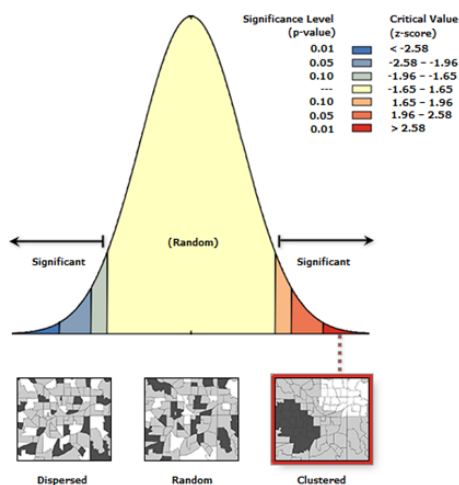 Significance Level Critical Value
(p-value) (z-score)
0.01 < -2.58
0.05 -2.58 – -1.96
0.10 -1.96 – -1.65
--- -1.65 – 1.65
0.10 1.65 – 1.96
0.05 1.96 – 2.58
0.01 > 2.58
(Random)
Significant Significant
Dispersed Random Clustered